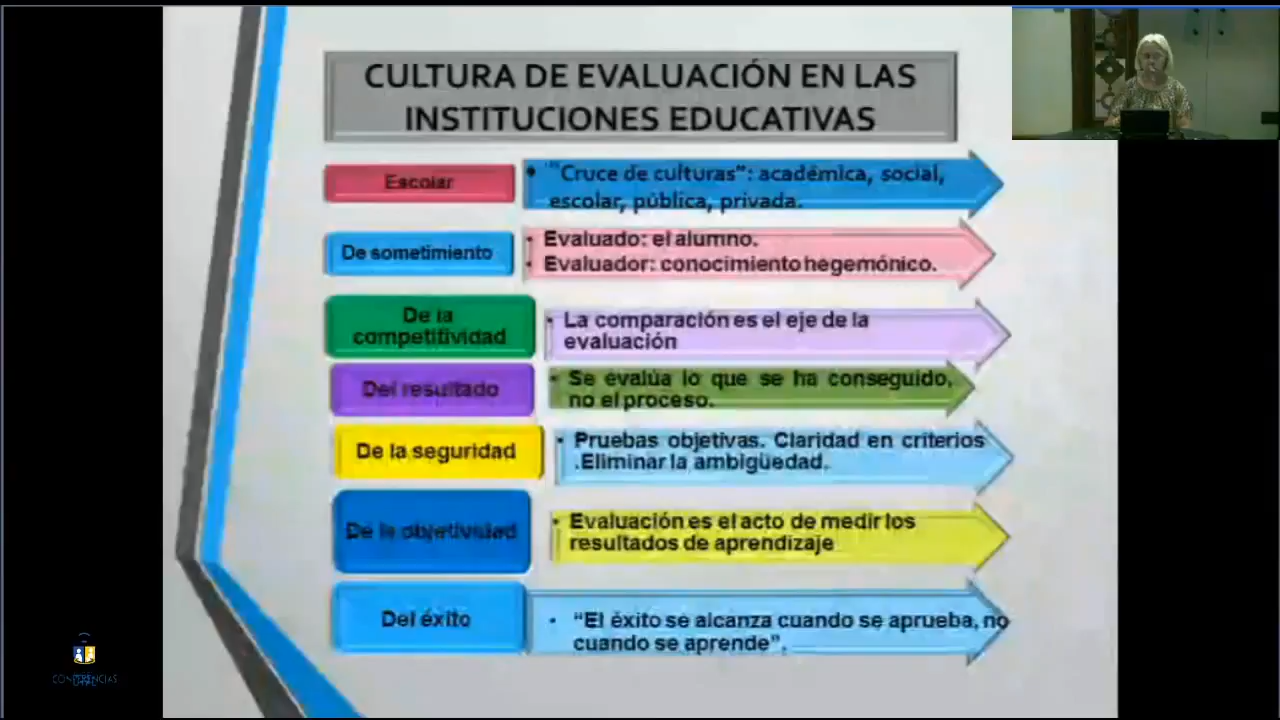 CULTURA DE EVALUACIÓN EN LAS
INSTITUCIONES EDUCATIVAS
Escolar
• "Cruce de culturas": académica, social,
escolar, pública, privada.
De sometimiento
• Evaluado: el alumno.
• Evaluador: conocimiento hegemónico.
De la
competitividad
• La comparación es el eje de la
evaluación
Del resultado
• Se evalúa lo que se ha conseguido,
no el proceso.
De la seguridad
• Pruebas objetivas. Claridad en criterios
.Eliminar la ambigüedad.
De la objetividad
• Evaluación es el acto de medir los
resultados de aprendizaje
Del éxito
• “El éxito se alcanza cuando se aprueba, no
cuando se aprende”.
CONFERENCIAS